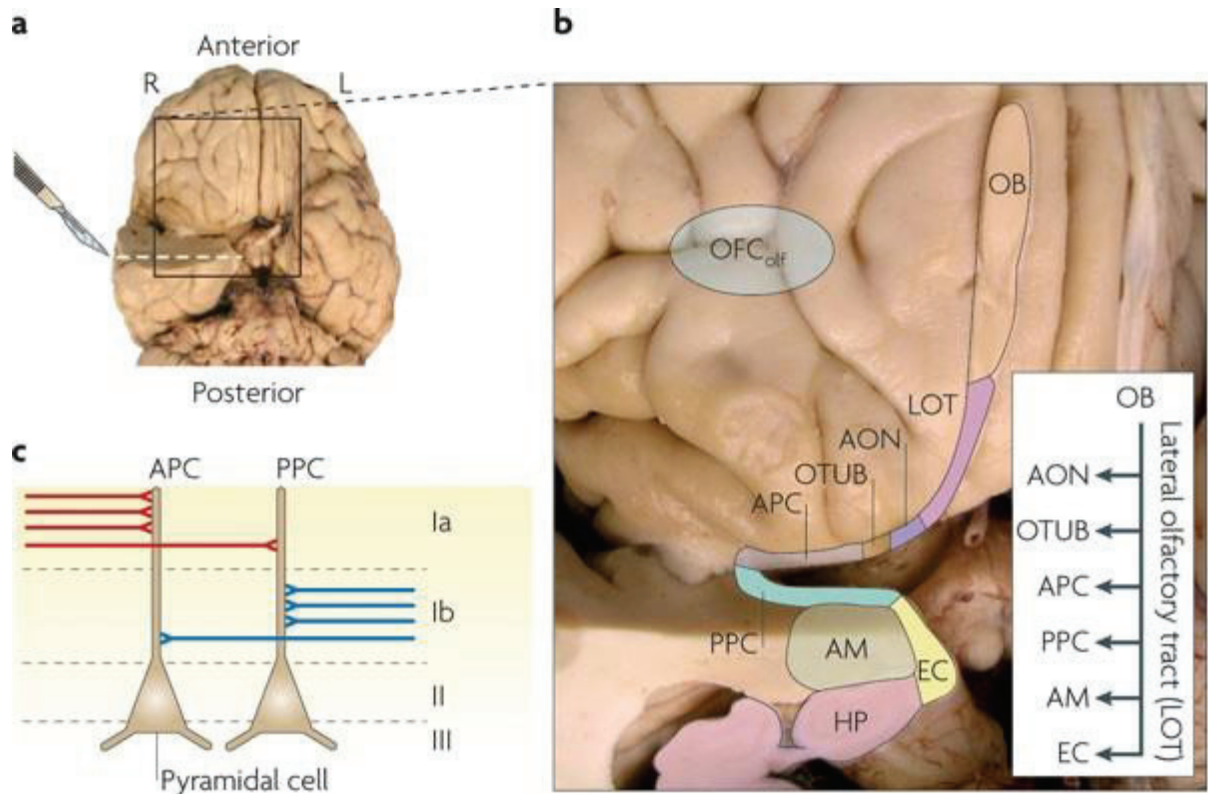 a
Anterior
R
L
Posterior
b
OB
OFColf
LOT
AON
OTUB
APC
PPC
AM
EC
HP
OB
AON
OTUB
APC
PPC
AM
EC
Lateral olfactory tract (LOT)
c
APC
PPC
Ia
Ib
II
III
Pyramidal cell